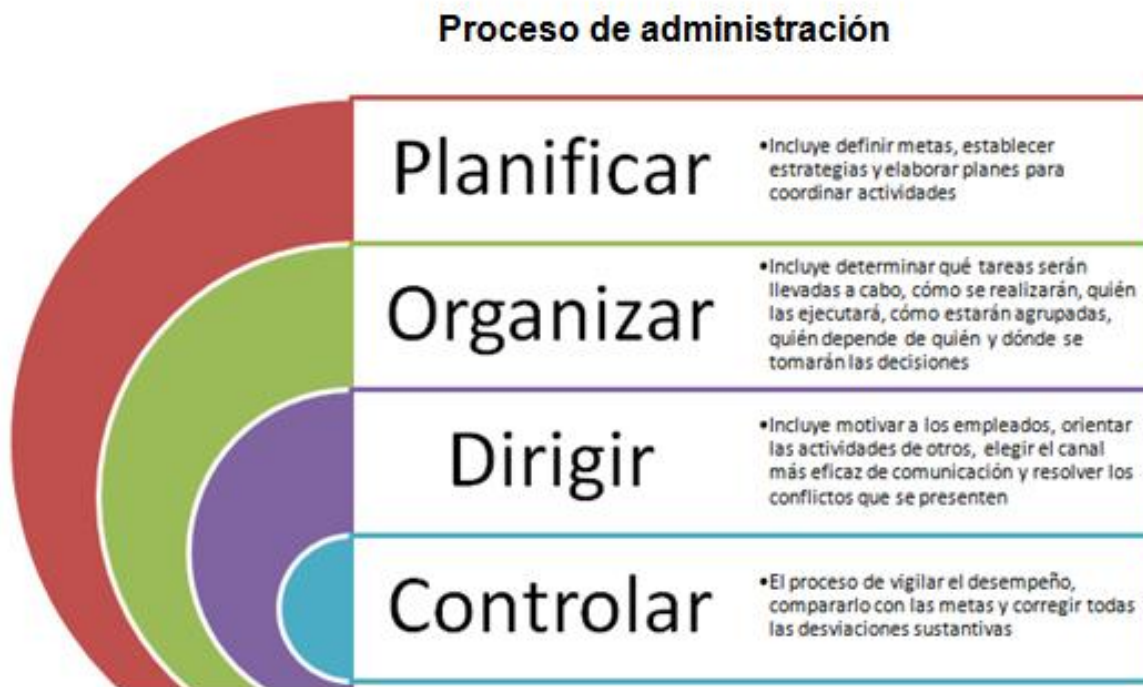 Proceso de administración
Planificar
•Incluye definir metas, establecer
estrategias y elaborar planes para
coordinar actividades
Organizar
•Incluye determinar qué tareas serán
llevadas a cabo, cómo se realizarán, quién
las ejecutará, cómo estarán agrupadas,
quién depende de quién y dónde se
tomarán las decisiones
Dirigir
•Incluye motivar a los empleados, orientar
las actividades de otros, elegir el canal
más eficaz de comunicación y resolver los
conflictos que se presenten
Controlar
•El proceso de vigilar el desempeño,
compararlo con las metas y corregir todas
las desviaciones sustantivas